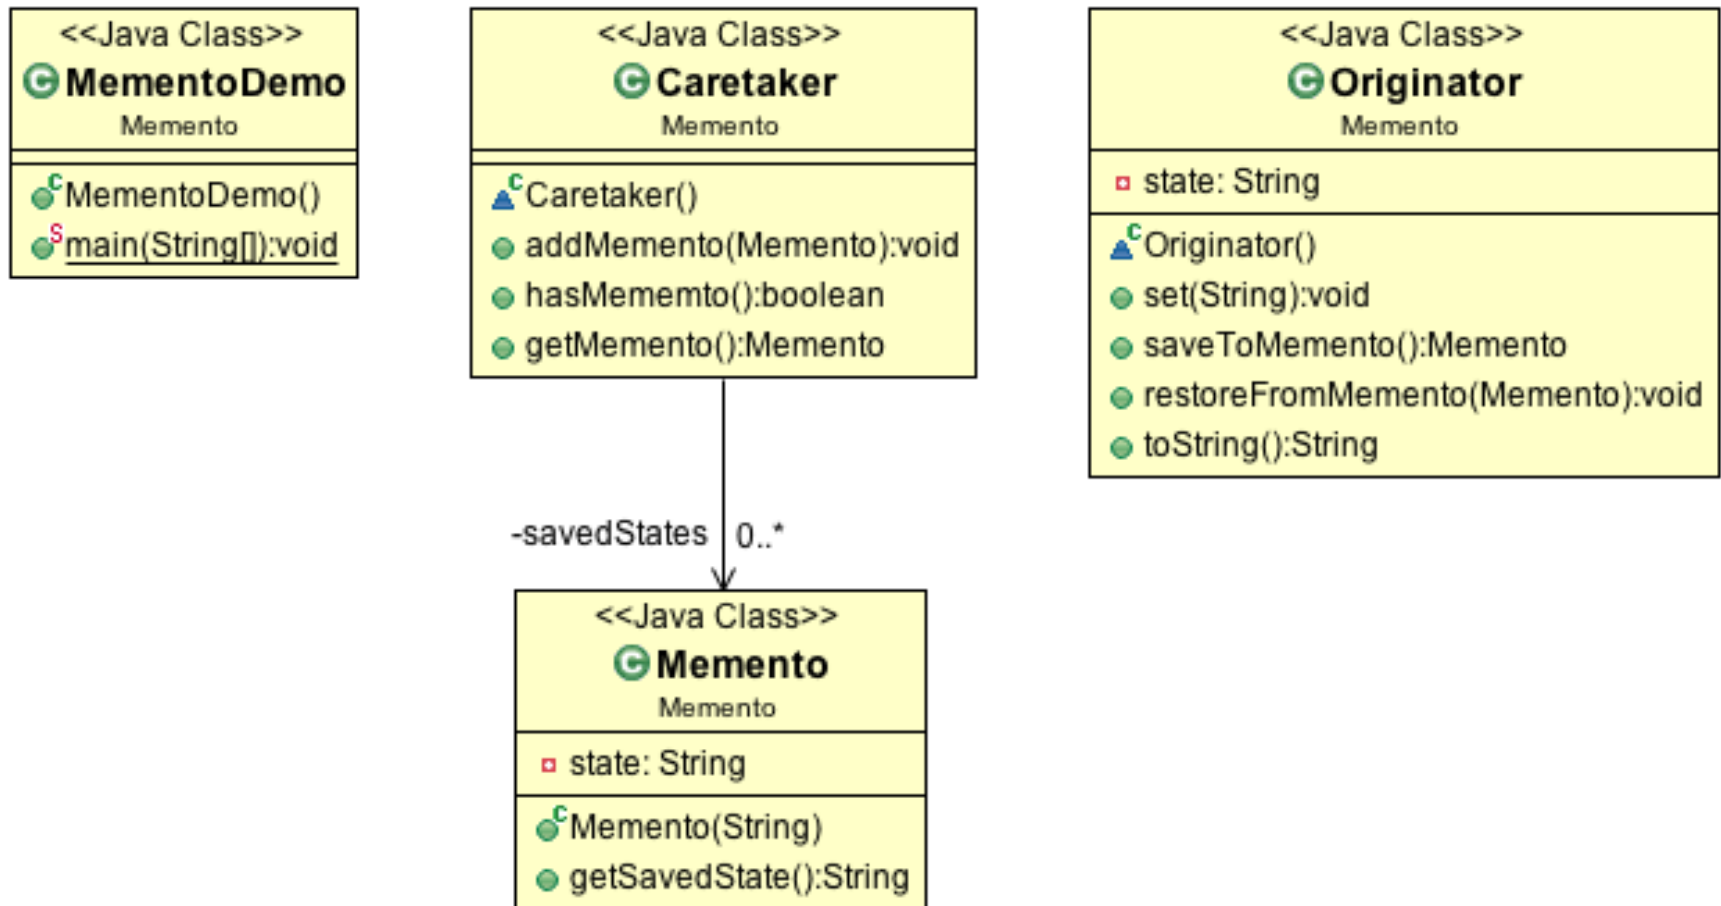 <<Java Class>>
MementoDemo
Memento
MementoDemo()
main(String[]):void
<<Java Class>>
Caretaker
Memento
Caretaker()
addMemento(Memento):void
hasMememto():boolean
getMemento():Memento
<<Java Class>>
Originator
Memento
state: String
Originator()
set(String):void
saveToMemento():Memento
restoreFromMemento(Memento):void
toString():String
-savedStates 0..*
<<Java Class>>
Memento
Memento
state: String
Memento(String)
getSavedState():String